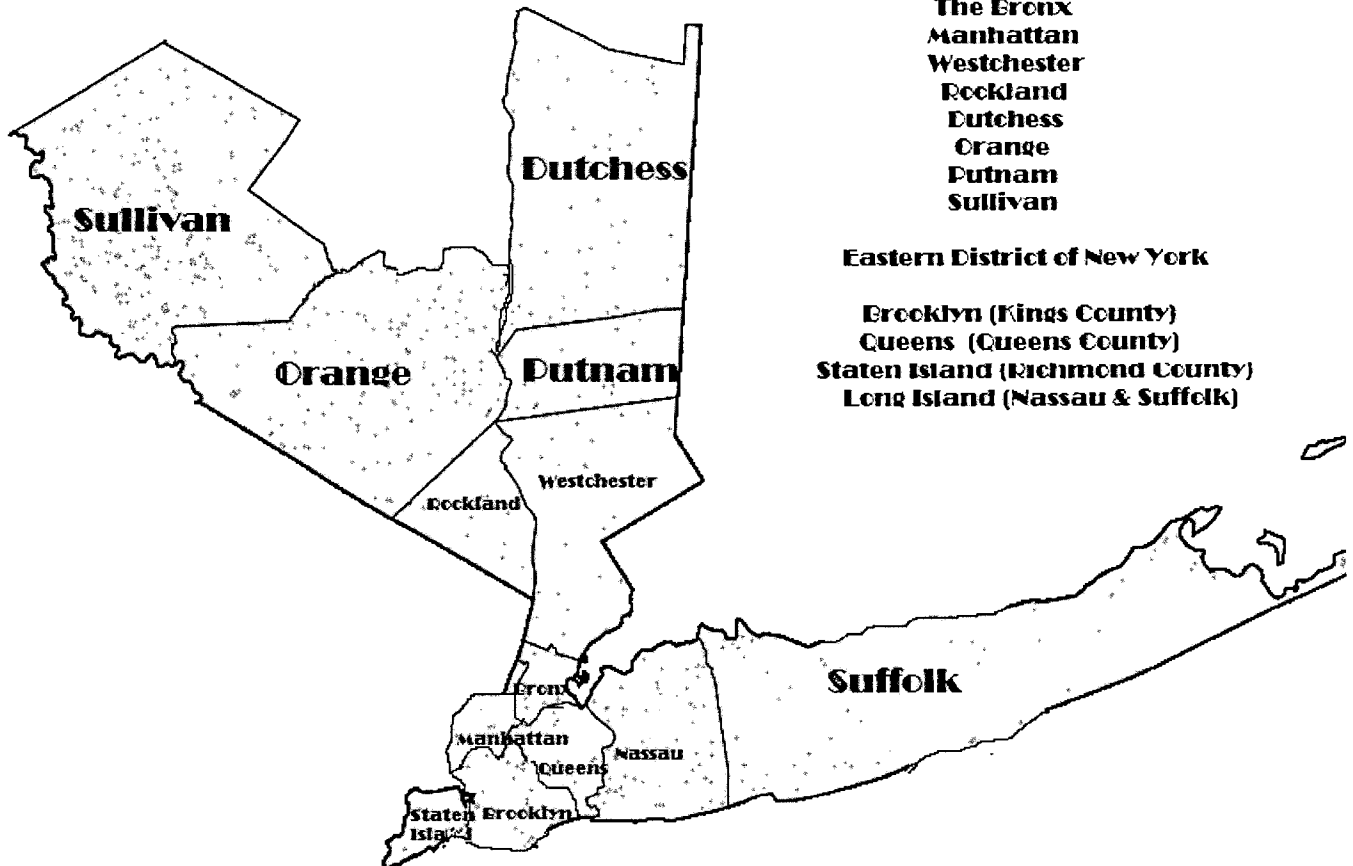 The Bronx
Manhattan
Westchester
Rockland
Dutchess
Orange
Putnam
Sullivan
Eastern District of New York
Brooklyn (Kings County)
Queens (Queens County)
Staten Island (Richmond County)
Long Island (Nassau & Suffolk)
Dutchess
Sullivan
Orange
Putnam
Westchester
Rockland
Suffolk
Bronx
Manhattan
Nassau
Queens
Staten
Island
Brooklyn